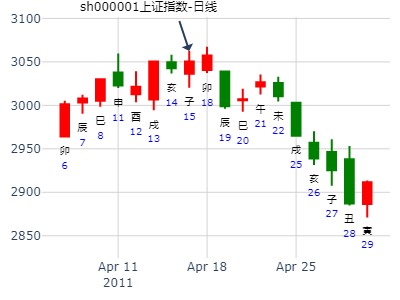 sh000001上证指数-日线
3100
3050
3000
2950
2900
2850
卯
6
辰
7
巳
8
申
11
酉
12
戌
13
亥
14
子
15
卯
18
辰
19
巳
20
午
21
未
22
戌
25
亥
26
子
27
丑
28
寅
29
Apr 11
2011
Apr 18
Apr 25